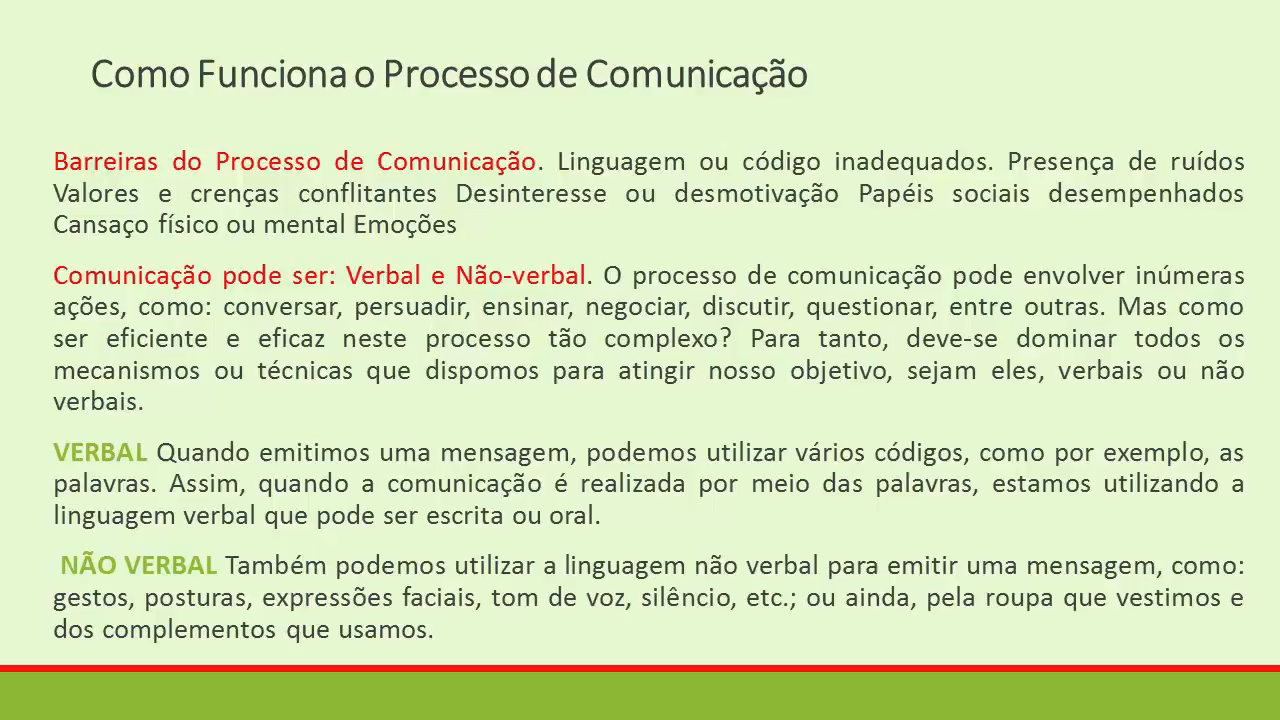 Como Funciona o Processo de Comunicação
Barreiras do Processo de Comunicação. Linguagem ou código inadequados. Presença de ruídos
Valores e crenças conflitantes Desinteresse ou desmotivação Papéis sociais desempenhados
Cansaço físico ou mental Emoções
Comunicação pode ser: Verbal e Não-verbal. O processo de comunicação pode envolver inúmeras
ações, como: conversar, persuadir, ensinar, negociar, discutir, questionar, entre outras. Mas como
ser eficiente e eficaz neste processo tão complexo? Para tanto, deve-se dominar todos os
mecanismos ou técnicas que dispomos para atingir nosso objetivo, sejam eles, verbais ou não
verbais.
VERBAL Quando emitimos uma mensagem, podemos utilizar vários códigos, como por exemplo, as
palavras. Assim, quando a comunicação é realizada por meio das palavras, estamos utilizando a
linguagem verbal que pode ser escrita ou oral.
NÃO VERBAL Também podemos utilizar a linguagem não verbal para emitir uma mensagem, como:
gestos, posturas, expressões faciais, tom de voz, silêncio, etc.; ou ainda, pela roupa que vestimos e
dos complementos que usamos.